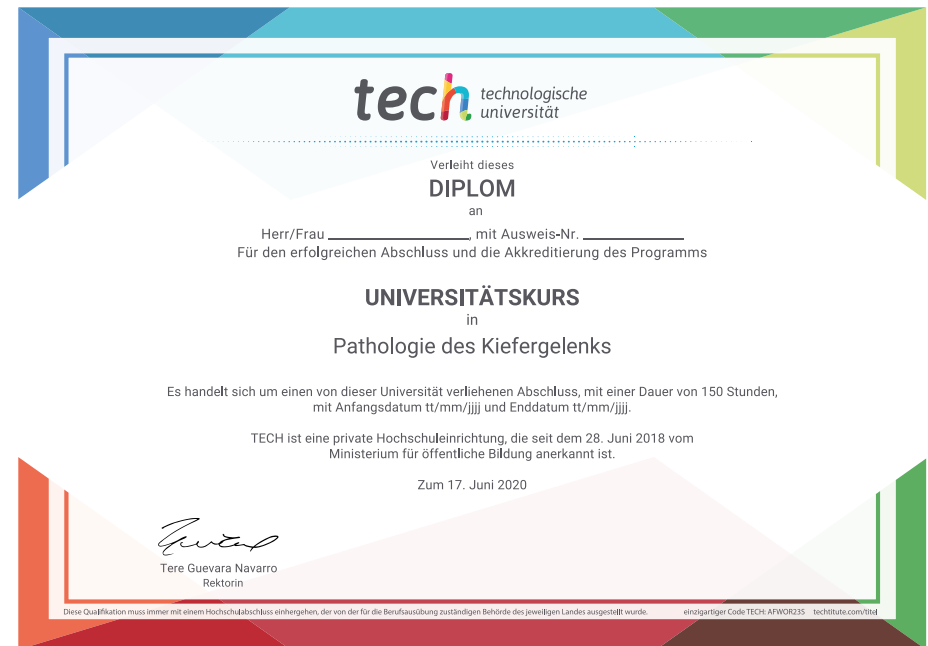 tech technologische
universität
Verleiht dieses
DIPLOM
an
Herr/Frau ____________________, mit Ausweis-Nr. ______________
Für den erfolgreichen Abschluss und die Akkreditierung des Programms
UNIVERSITÄTSKURS
in
Pathologie des Kiefergelenks
Es handelt sich um einen von dieser Universität verliehenen Abschluss, mit einer Dauer von 150 Stunden,
mit Anfangsdatum tt/mm/jjjj und Enddatum tt/mm/jjjj.
TECH ist eine private Hochschuleinrichtung, die seit dem 28. Juni 2018 vom
Ministerium für öffentliche Bildung anerkannt ist.
Zum 17. Juni 2020
Tere Guevara Navarro
Rektorin
Diese Qualifikation muss immer mit einem Hochschulabschluss einhergehen, der von der für die Berufsausübung zuständigen Behörde des jeweiligen Landes ausgestellt wurde. einzigartiger Code TECH: AFWOR23S techtitute.com/titel